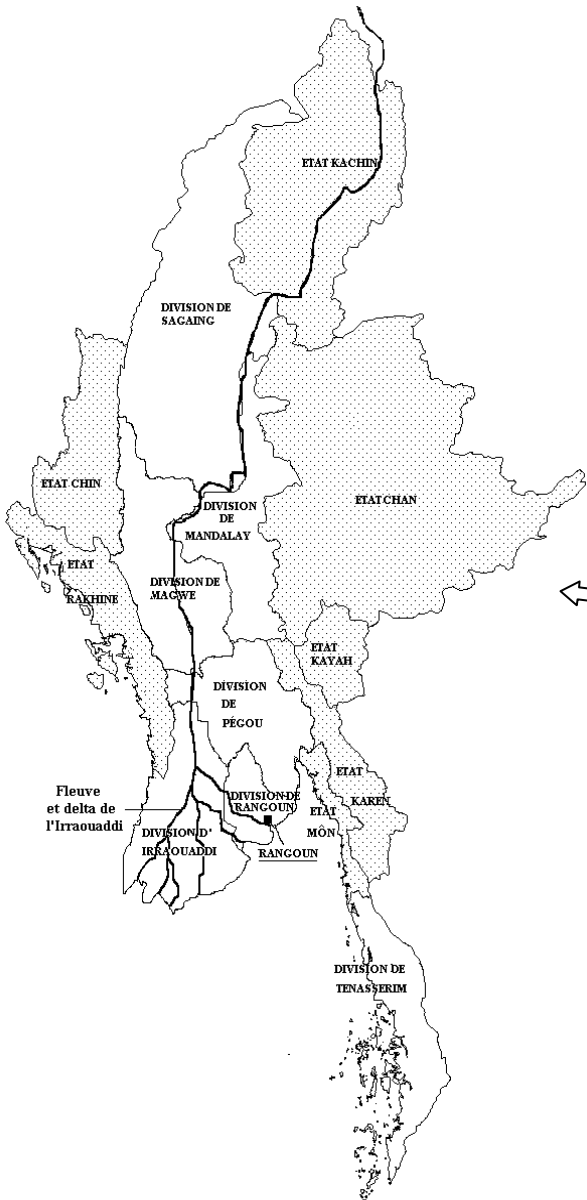 ETAT KACHIN
DIVISION DE
SAGAING
ETAT CHIN
ETAT CHAN
DIVISION
DE
MANDALAY
ETAT
RAKHINE
DIVISION DE
MAGWE
ETAT
KAYAH
DIVISION
DE
PÉGOU
ETAT
KAREN
Fleuve
et delta de
l'Irraouaddi
DIVISION DE
RANGOUN
ETAT
MÔN
DIVISION D'
IRRAOUADDI
RANGOUN
DIVISION DE
TENASSERIM